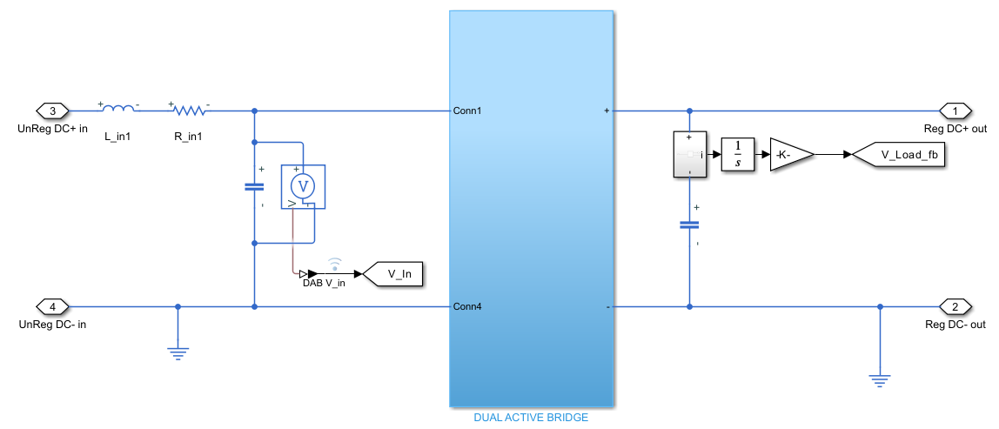 3
UnReg DC+ in
+
-
L_in1
+
-
R_in1
Conn1
+
1
Reg DC+ out
+
i
-
1
s
-K-
V_Load_fb
+
-
+
V
V
-
DAB V_in
V_In
+
-
4
UnReg DC- in
Conn4
-
2
Reg DC- out
DUAL ACTIVE BRIDGE